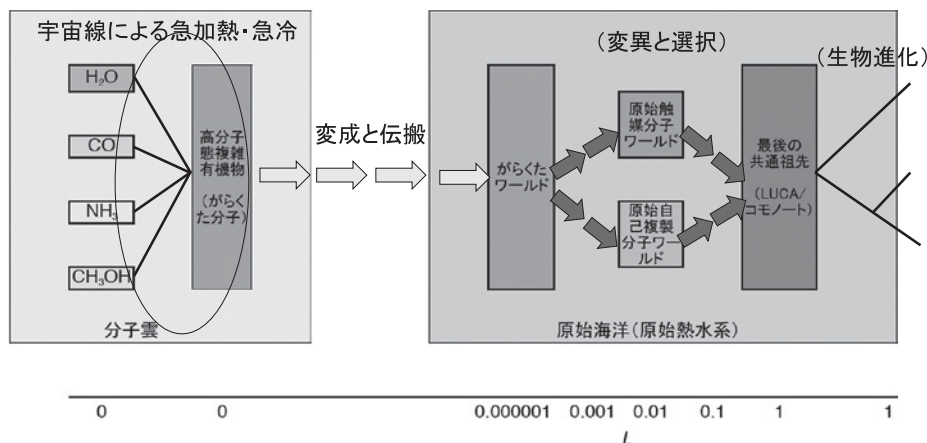 宇宙線による急加熱・急冷
H₂O
CO
NH₃
CH₃OH
高分子
態複雑
有機物
(がらく
た分子)
分子雲
変成と伝搬
(変異と選択)
(生物進化)
がらくた
ワールド
原始触
媒分子
ワールド
原始自
己複製
分子ワー
ルド
最後の
共通祖先
(LUCA/
コモノート)
原始海洋(原始熱水系)
0 0 0.000001 0.001 0.01 0.1 1 1
L